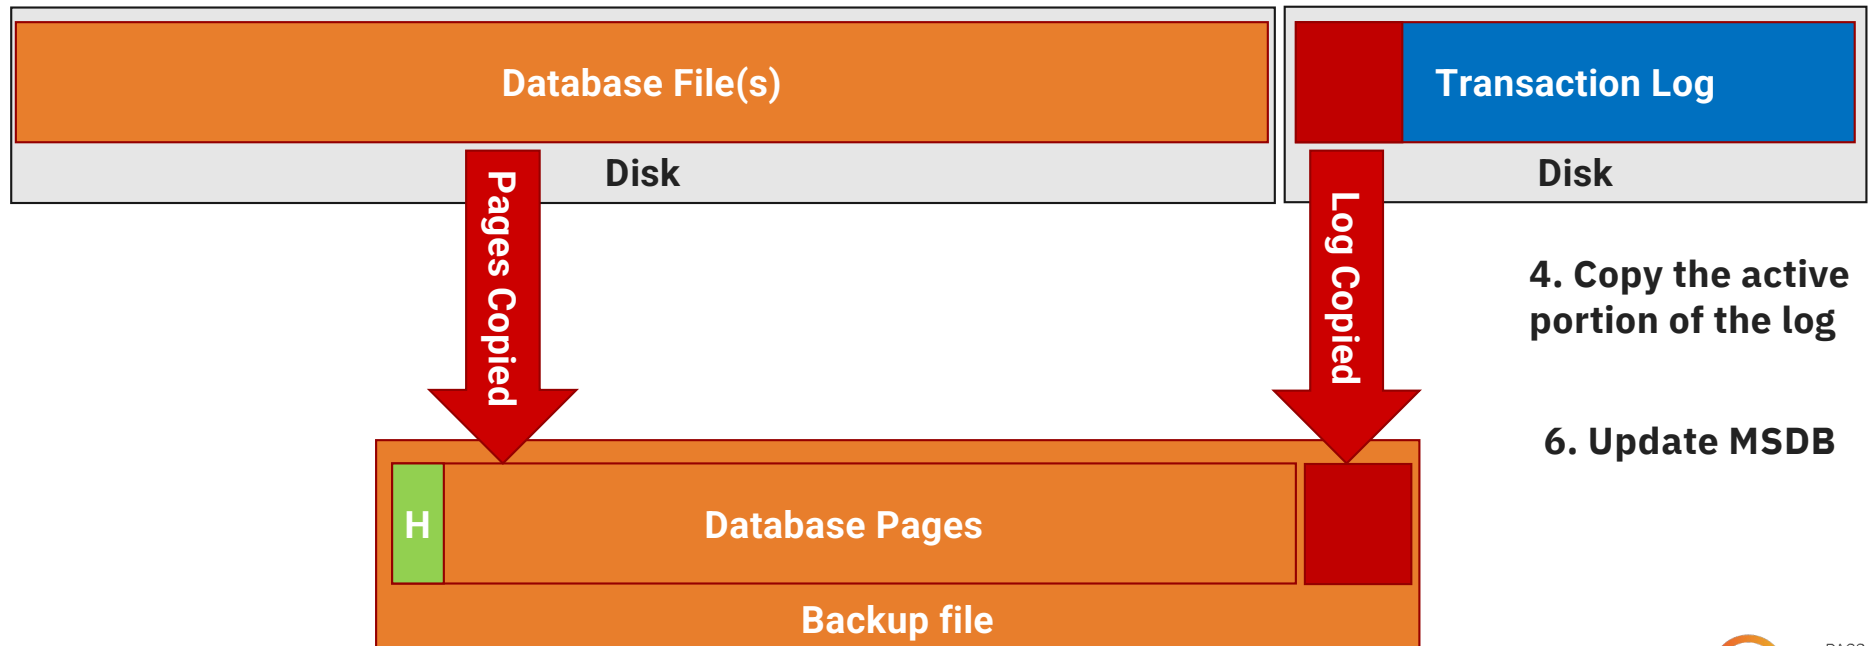 Database File(s)
Transaction Log
Disk
Disk
Pages Copied
Log Copied
4. Copy the active
portion of the log
6. Update MSDB
H
Database Pages
Backup file